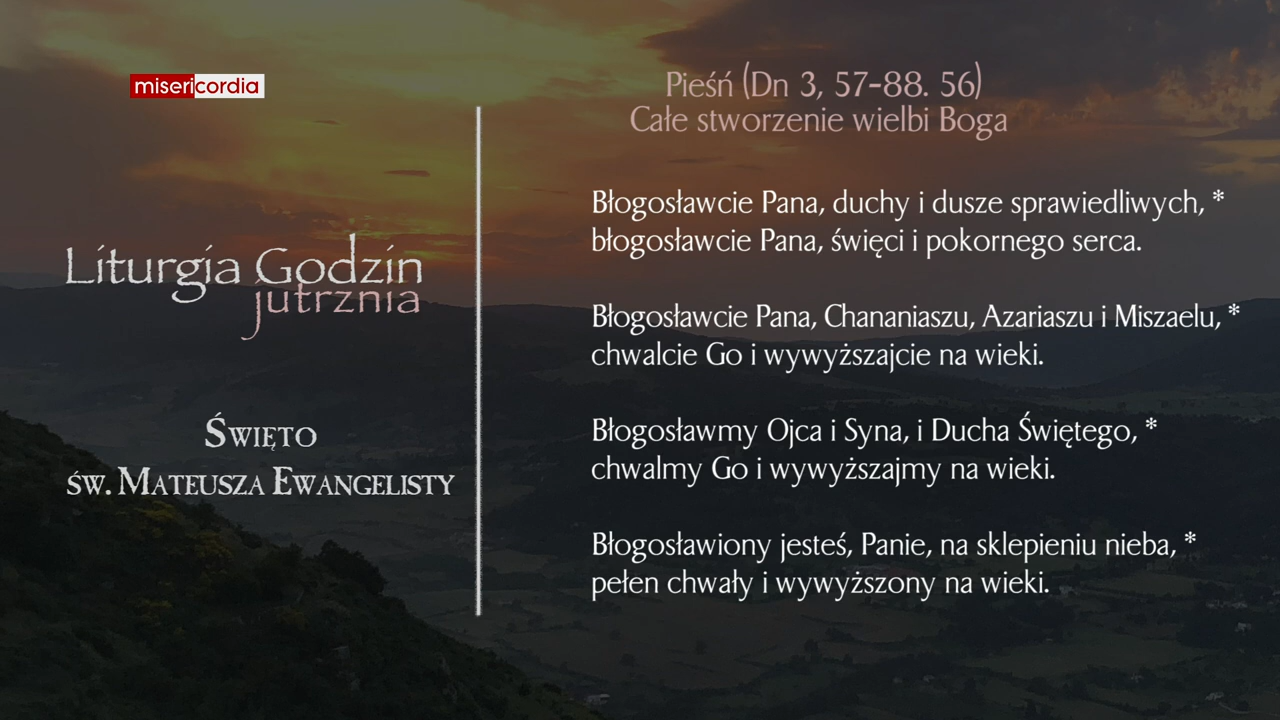 misericordia
Liturgia Godzin
jutrznia
Święto
św. Mateusza Ewangelisty
Pieśń (Dn 3, 57-88. 56)
Całe stworzenie wielbi Boga
Błogosławcie Pana, duchy i dusze sprawiedliwych, *
błogosławcie Pana, święci i pokornego serca.
Błogosławcie Pana, Chananiaszu, Azariaszu i Miszaelu, *
chwalcie Go i wywyższajcie na wieki.
Błogosławmy Ojca i Syna, i Ducha Świętego, *
chwalmy Go i wywyższajmy na wieki.
Błogosławiony jesteś, Panie, na sklepieniu nieba, *
pełen chwały i wywyższony na wieki.